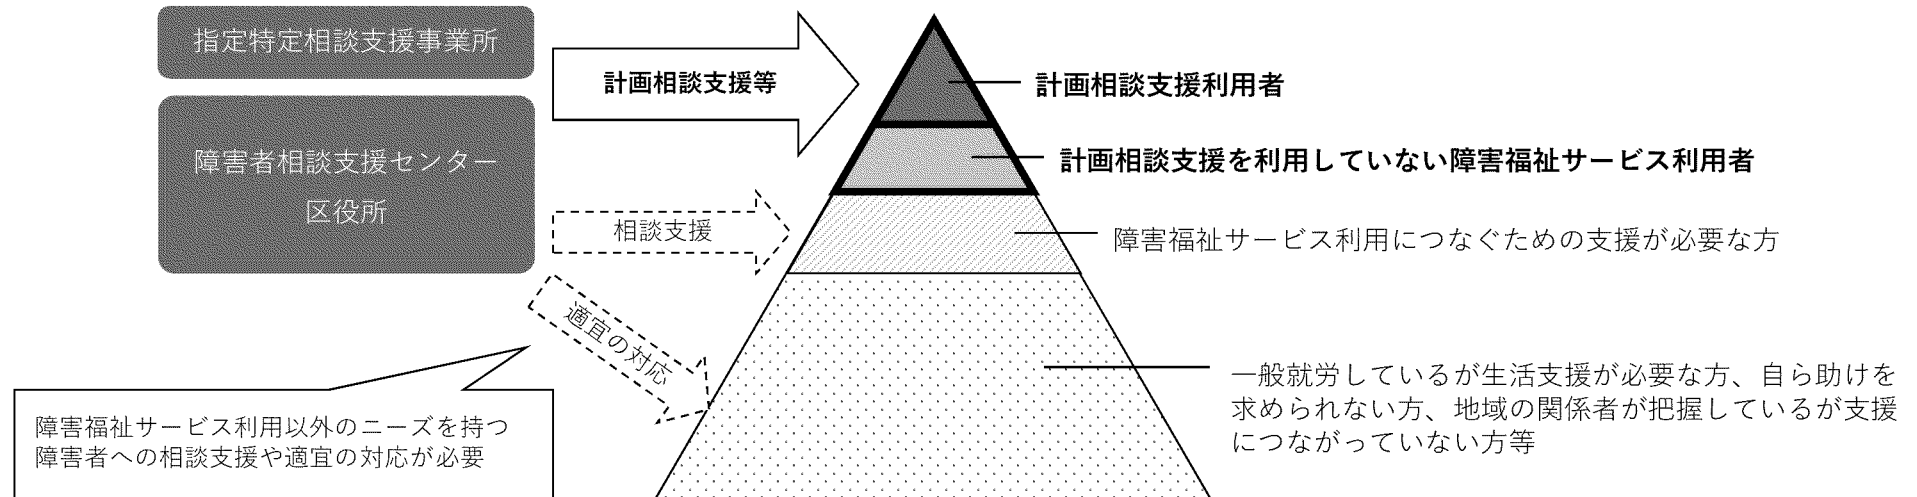 指定特定相談支援事業所
計画相談支援等
計画相談支援利用者
障害者相談支援センター
区役所
計画相談支援を利用していない障害福祉サービス利用者
相談支援
障害福祉サービス利用につなぐための支援が必要な方
適宜の対応
一般就労しているが生活支援が必要な方、自ら助けを
求められない方、地域の関係者が把握しているが支援
につながっていない方等
障害福祉サービス利用以外のニーズを持つ
障害者への相談支援や適宜の対応が必要